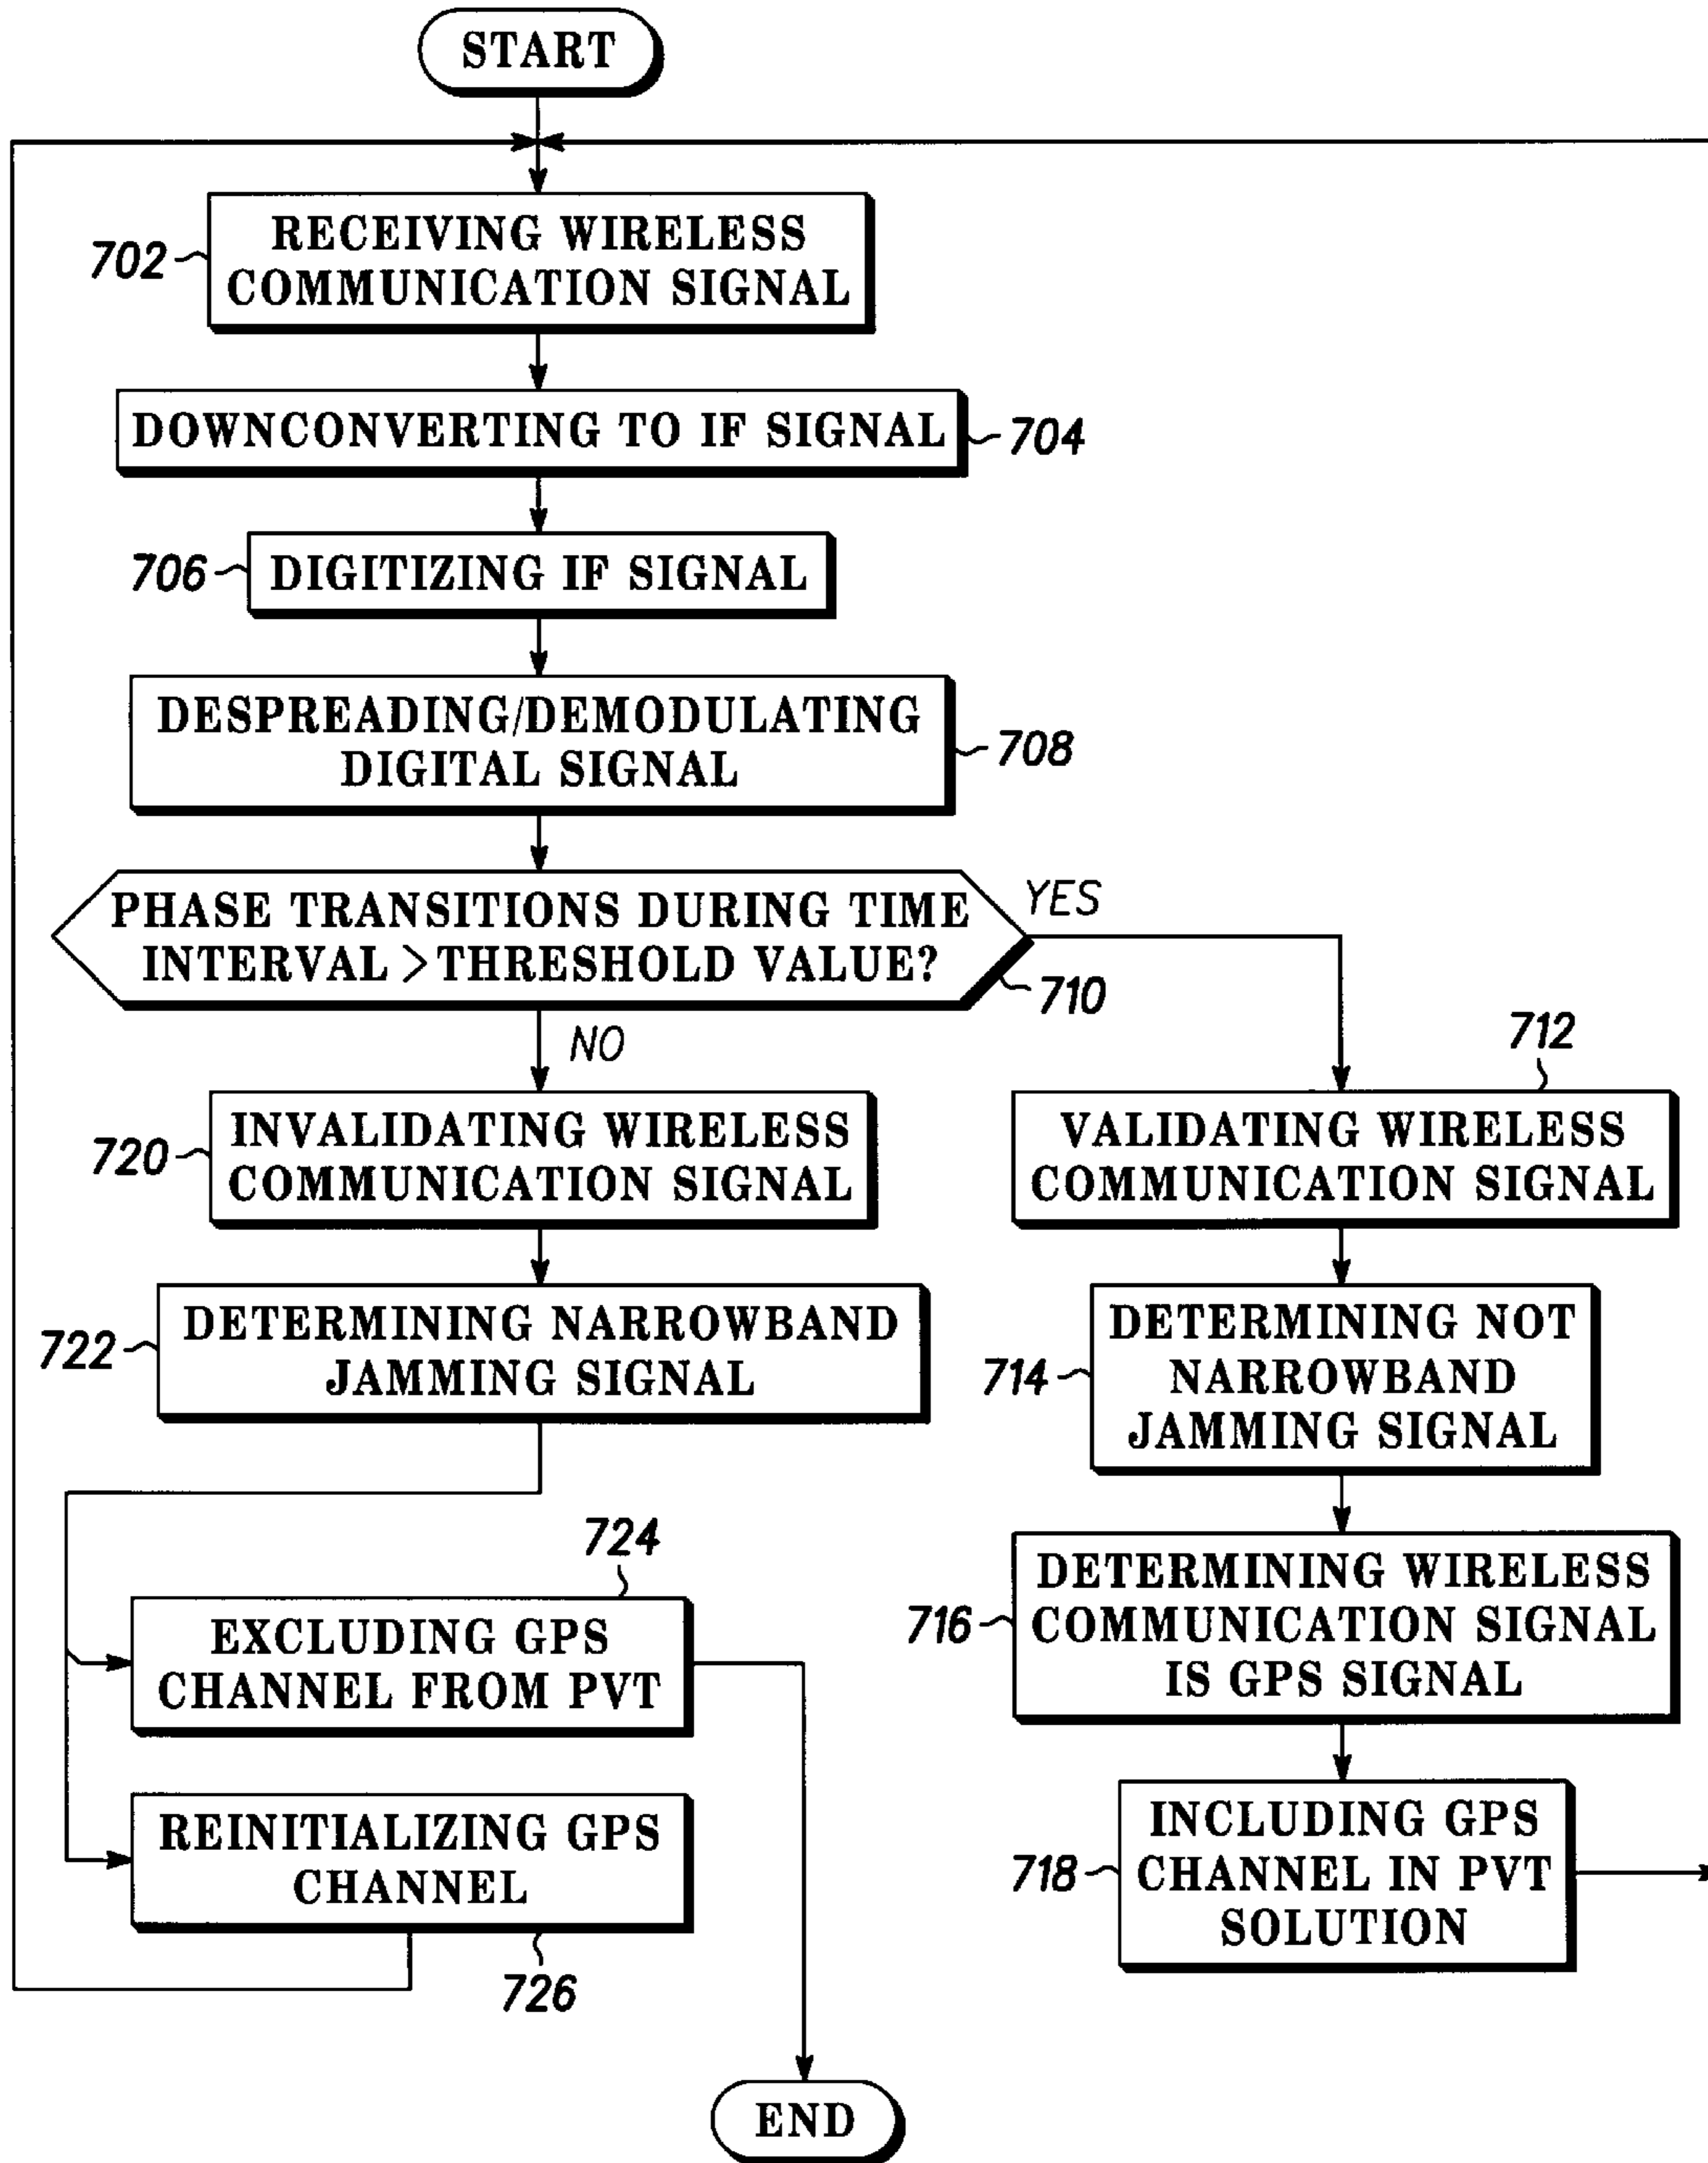 START
702
RECEIVING WIRELESS
COMMUNICATION SIGNAL
DOWNCONVERTING TO IF SIGNAL
704
706
DIGITIZING IF SIGNAL
DESPREADING/DEMODULATING
DIGITAL SIGNAL
708
PHASE TRANSITIONS DURING TIME
INTERVAL > THRESHOLD VALUE?
710
YES
NO
720
INVALIDATING WIRELESS
COMMUNICATION SIGNAL
722
DETERMINING NARROWBAND
JAMMING SIGNAL
724
EXCLUDING GPS
CHANNEL FROM PVT
REINITIALIZING GPS
CHANNEL
726
712
VALIDATING WIRELESS
COMMUNICATION SIGNAL
714
DETERMINING NOT
NARROWBAND
JAMMING SIGNAL
716
DETERMINING WIRELESS
COMMUNICATION SIGNAL
IS GPS SIGNAL
718
INCLUDING GPS
CHANNEL IN PVT
SOLUTION
END